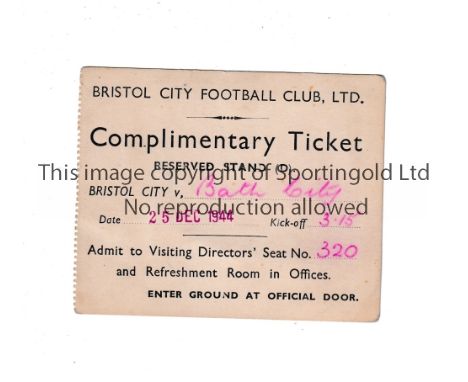 BRISTOL CITY FOOTBALL CLUB, LTD.
Complimentary Ticket
RESERVED STAND (D).
This image copyright of Sportingold Ltd
BRISTOL CITY v, Bath City
No reproduction allowed
Date 25 DEC 1944 Kick-off 3-15
Admit to Visiting Directors' Seat No. 320
and Refreshment Room in Offices.
ENTER GROUND AT OFFICIAL DOOR.